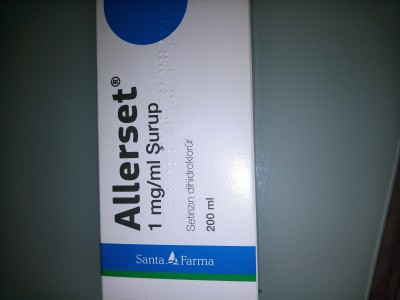 Allerset®
1 mg/ml Şurup
Setirizin dihidroklorür
200 ml
Santa Farma